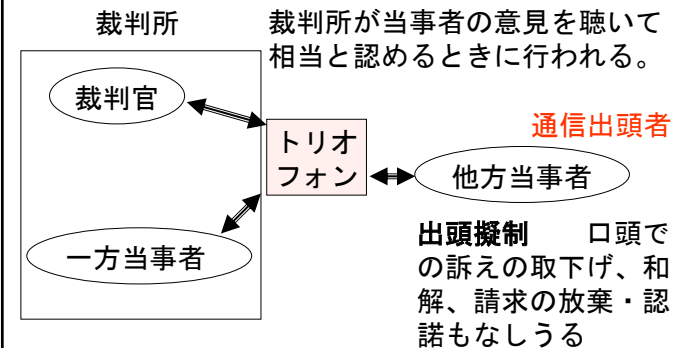 裁判所
裁判所が当事者の意見を聴いて
相当と認めるときに行われる。
裁判官
トリオ
フォン
通信出頭者
他方当事者
一方当事者
出頭擬制　　口頭で
の訴えの取下げ、和
解、請求の放棄・認
諾もなしうる